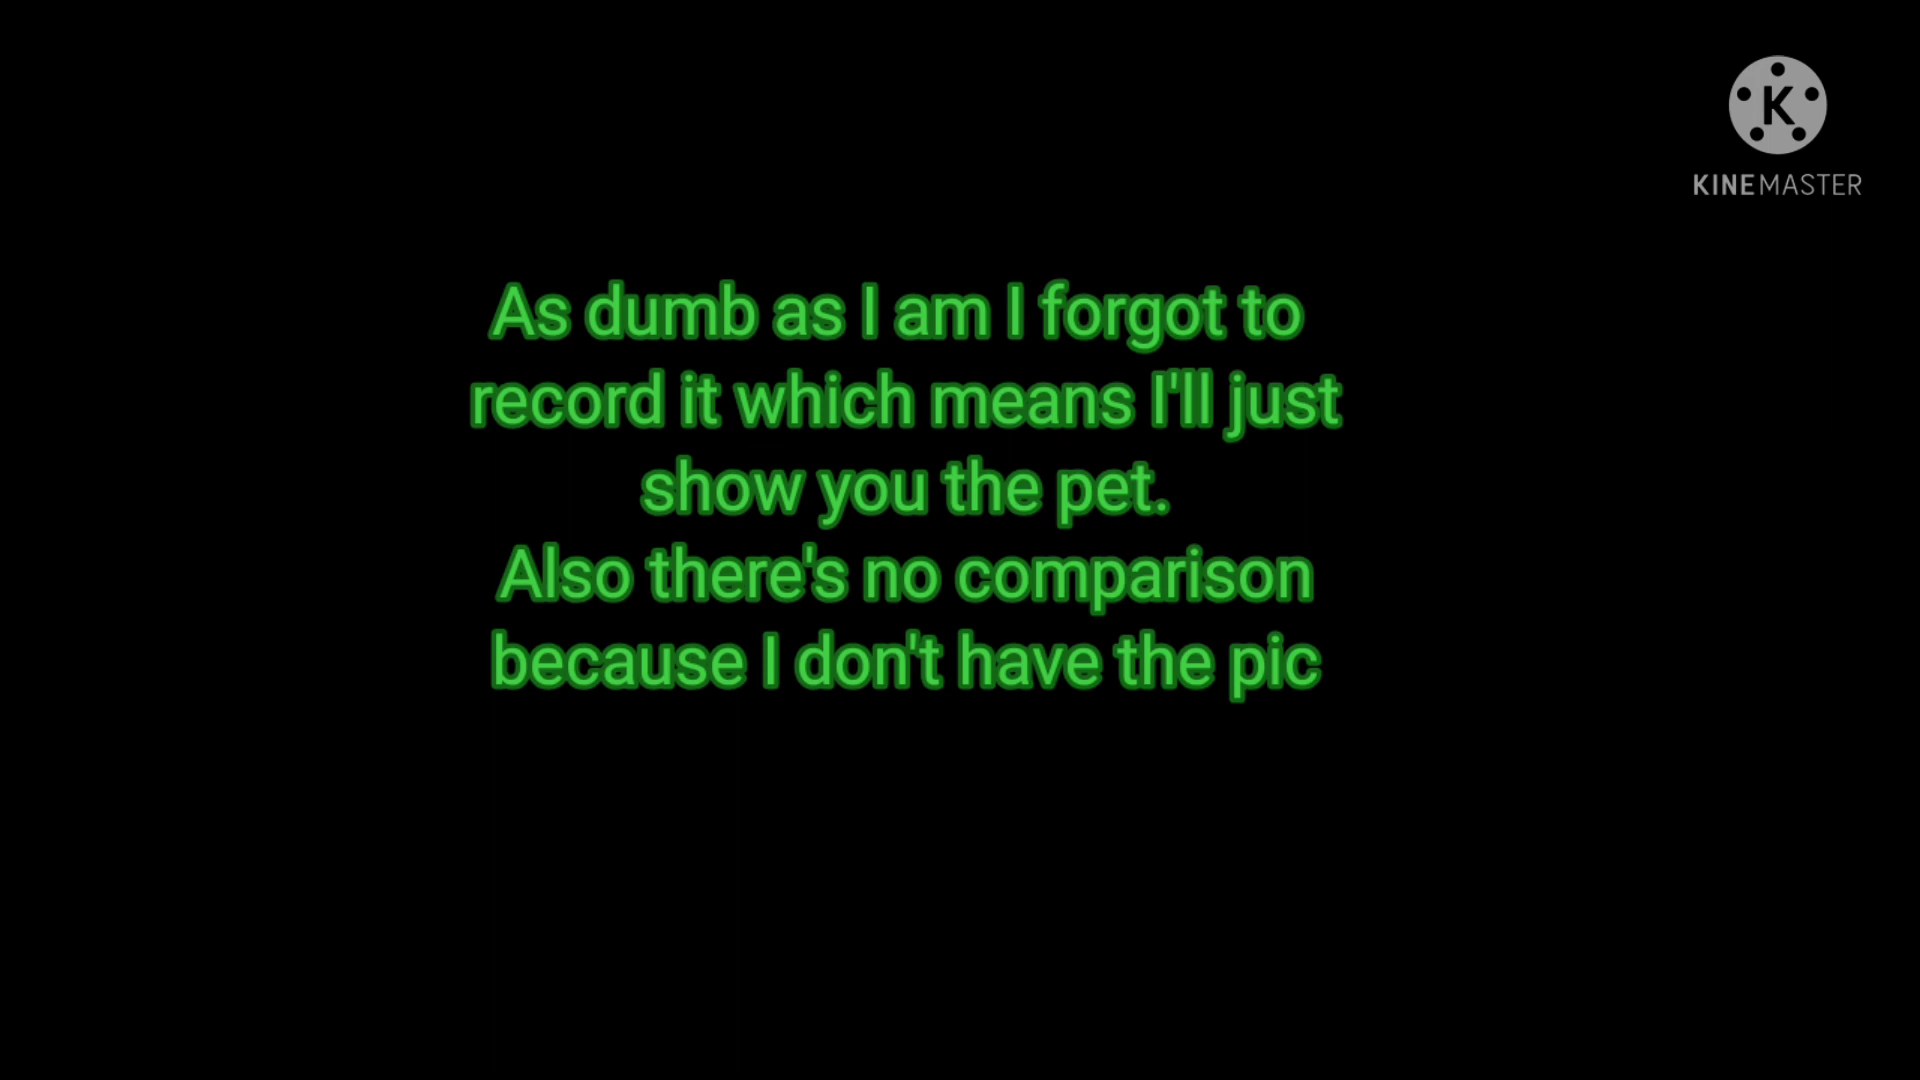 K
KINEMASTER
As dumb as I am I forgot to
record it which means I'll just
show you the pet.
Also there's no comparison
because I don't have the pic